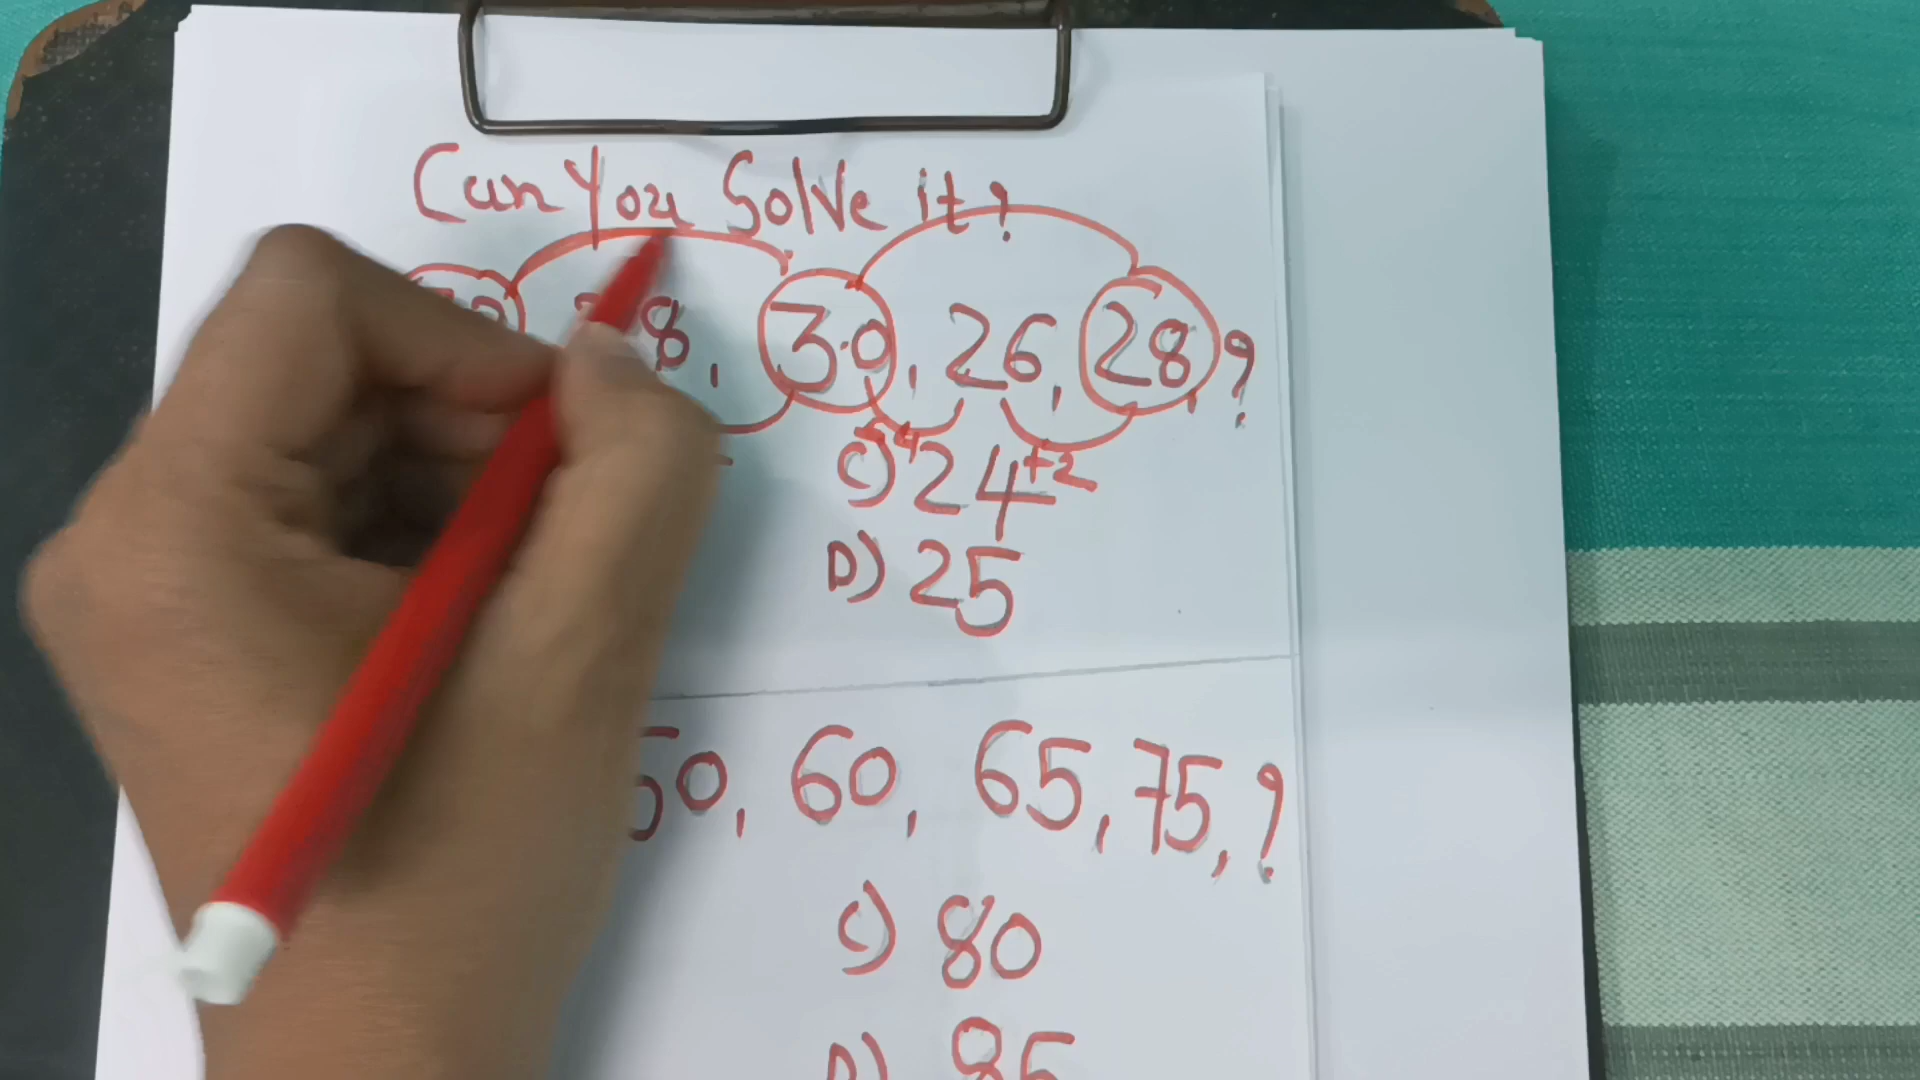 Can You Solve it?
8, 30, 26, 28, ?
C) 24 +2
D) 25
50, 60, 65, 75, ?
C) 80
D) 85